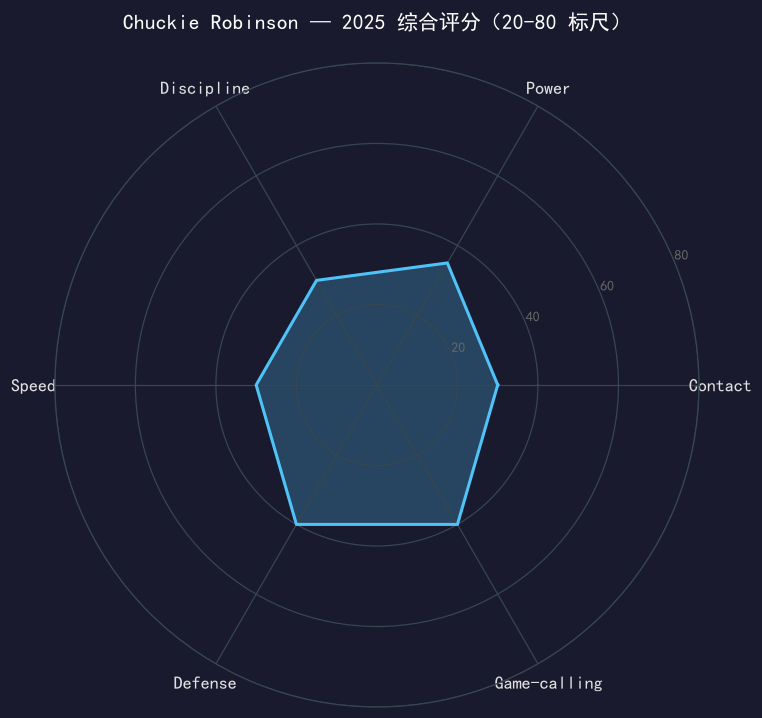 Chuckie Robinson — 2025 综合评分（20-80 标尺）
Discipline
Power
80
60
40
20
Speed
Contact
Defense
Game-calling